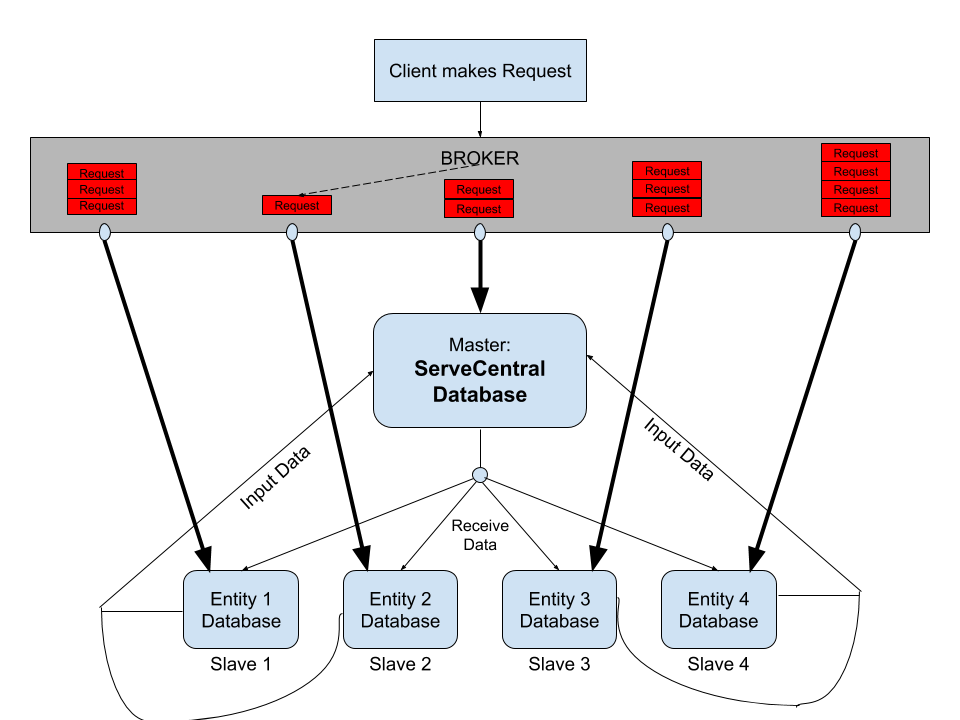 Client makes Request
BROKER
Request
Request
Request
Request
Request
Request
Request
Request
Request
Request
Request
Request
Request
Master:
ServeCentral
Database
Input Data
Input Data
Receive
Data
Entity 1
Database
Entity 2
Database
Entity 3
Database
Entity 4
Database
Slave 1
Slave 2
Slave 3
Slave 4